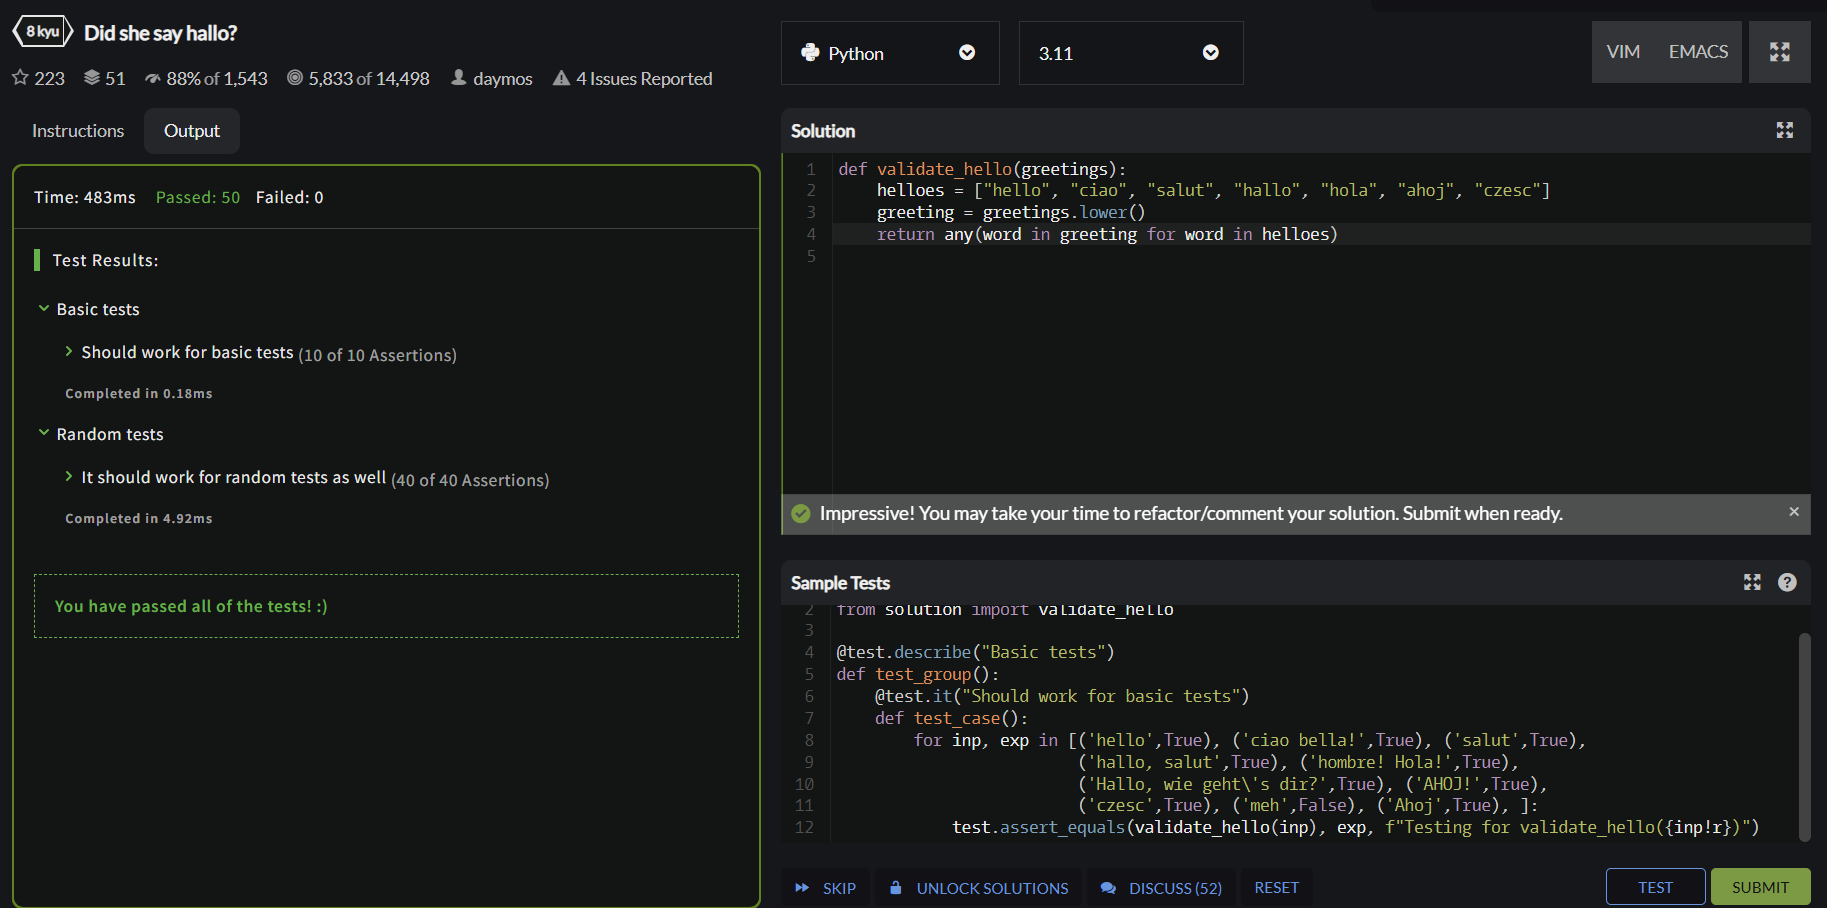 8 kyu Did she say hallo?
223 51 88% of 1,543 5,833 of 14,498 daymos 4 Issues Reported
Instructions Output
Time: 483ms Passed: 50 Failed: 0
Test Results:
Basic tests
Should work for basic tests (10 of 10 Assertions)
Completed in 0.18ms
Random tests
It should work for random tests as well (40 of 40 Assertions)
Completed in 4.92ms
You have passed all of the tests! :)
Python 3.11 VIM EMACS
Solution
1 def validate_hello(greetings):
2     helloes = ["hello", "ciao", "salut", "hallo", "hola", "ahoj", "czesc"]
3     greeting = greetings.lower()
4     return any(word in greeting for word in helloes)
5
Impressive! You may take your time to refactor/comment your solution. Submit when ready. ×
Sample Tests ?
2 from solution import validate_hello
3
4 @test.describe("Basic tests")
5 def test_group():
6     @test.it("Should work for basic tests")
7     def test_case():
8         for inp, exp in [('hello',True), ('ciao bella!',True), ('salut',True),
9                          ('hallo, salut',True), ('hombre! Hola!',True),
10                          ('Hallo, wie geht\'s dir?',True), ('AHOJ!',True),
11                          ('czesc',True), ('meh',False), ('Ahoj',True), ]:
12             test.assert_equals(validate_hello(inp), exp, f"Testing for validate_hello({inp!r})")
SKIP UNLOCK SOLUTIONS DISCUSS (52) RESET TEST SUBMIT